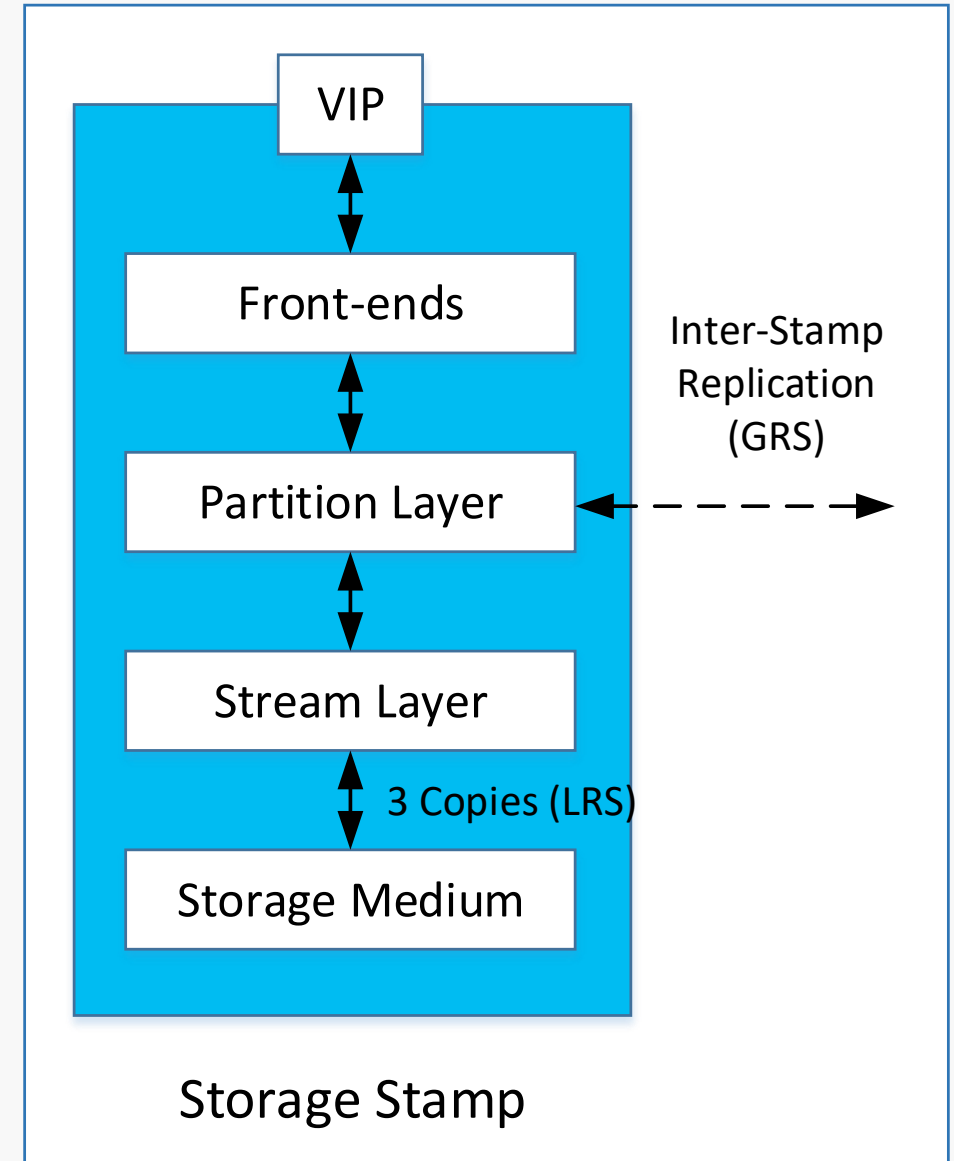 VIP
Front-ends
Inter-Stamp
Replication
(GRS)
Partition Layer
Stream Layer
3 Copies (LRS)
Storage Medium
Storage Stamp